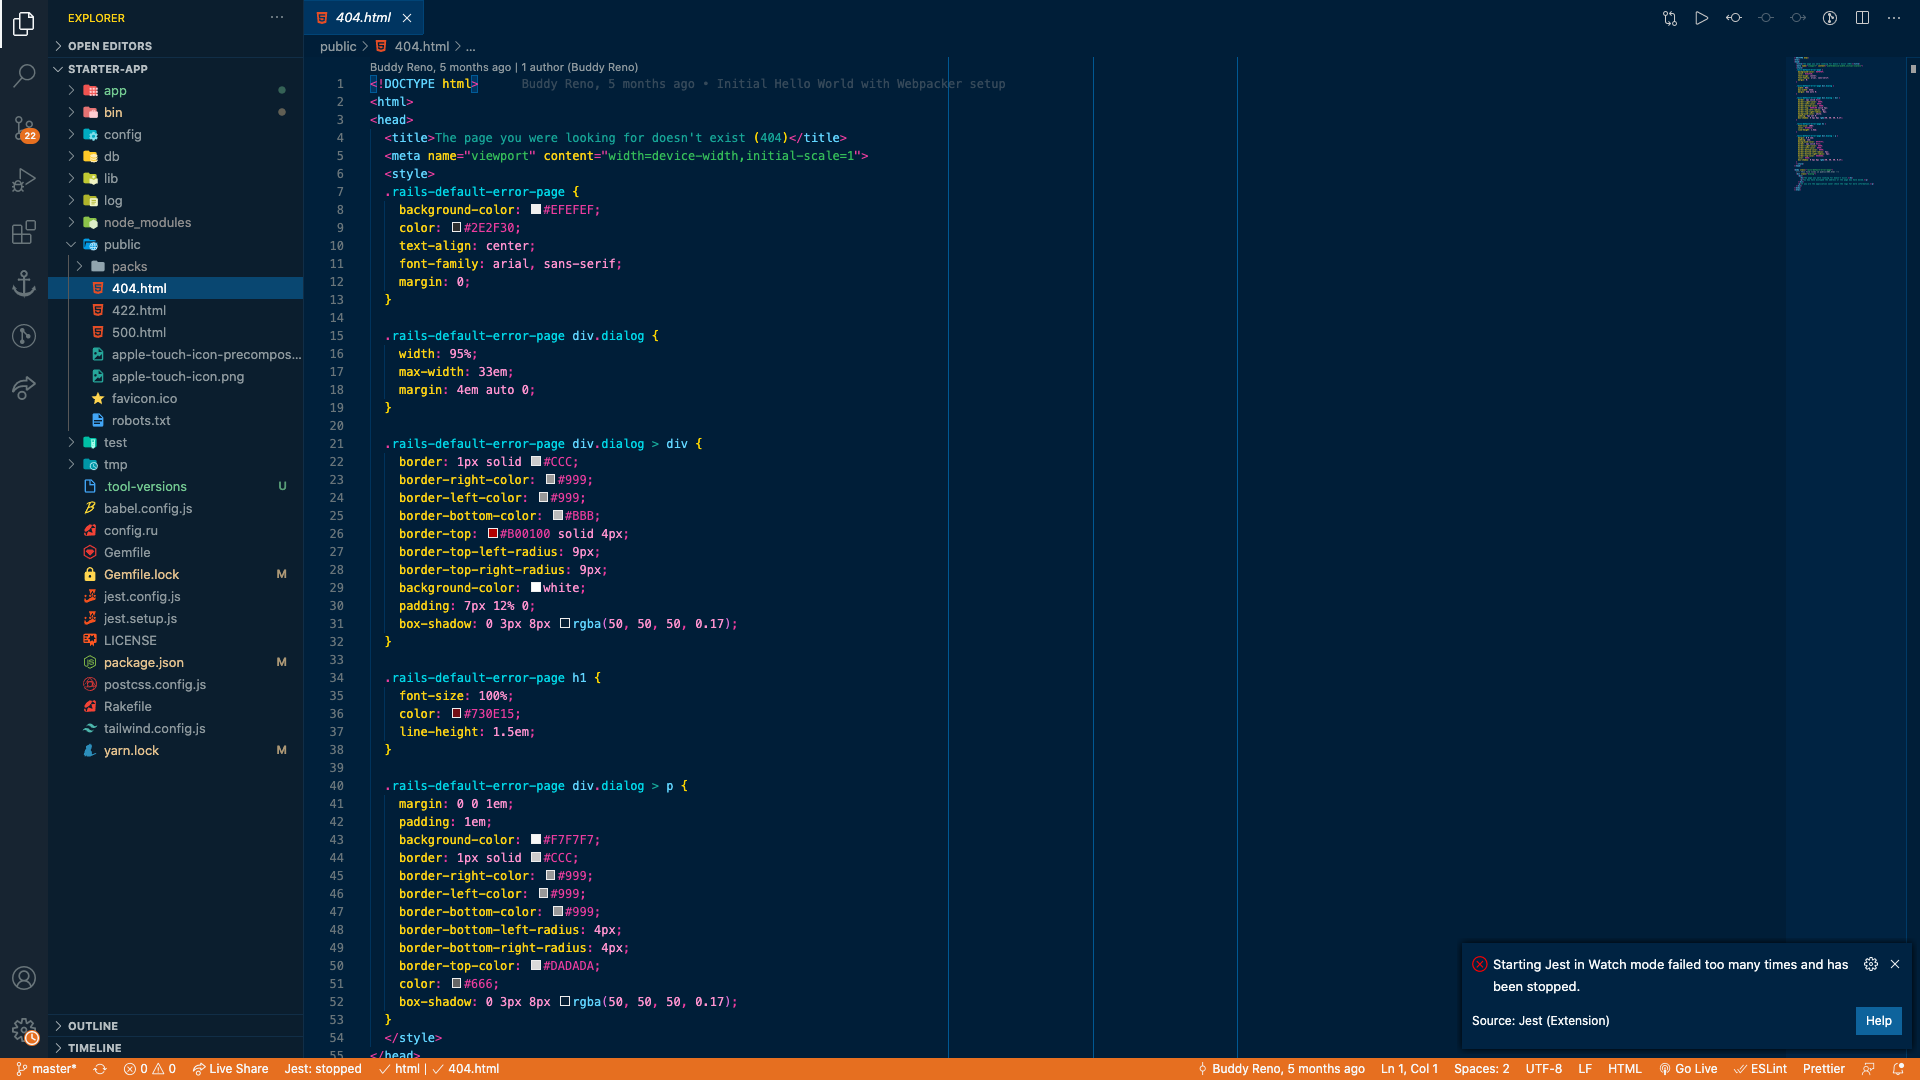 EXPLORER
OPEN EDITORS
STARTER-APP
app
bin
config
db
lib
log
node_modules
public
packs
404.html
422.html
500.html
apple-touch-icon-precompos...
apple-touch-icon.png
favicon.ico
robots.txt
test
tmp
.tool-versions U
babel.config.js
config.ru
Gemfile
Gemfile.lock M
jest.config.js
jest.setup.js
LICENSE
package.json M
postcss.config.js
Rakefile
tailwind.config.js
yarn.lock M
OUTLINE
TIMELINE
22
404.html
public > 404.html > ...
Buddy Reno, 5 months ago | 1 author (Buddy Reno)
1 <!DOCTYPE html> Buddy Reno, 5 months ago • Initial Hello World with Webpacker setup
2 <html>
3 <head>
4 <title>The page you were looking for doesn't exist (404)</title>
5 <meta name="viewport" content="width=device-width,initial-scale=1">
6 <style>
7 .rails-default-error-page {
8 background-color: #EFEFEF;
9 color: #2E2F30;
10 text-align: center;
11 font-family: arial, sans-serif;
12 margin: 0;
13 }
14
15 .rails-default-error-page div.dialog {
16 width: 95%;
17 max-width: 33em;
18 margin: 4em auto 0;
19 }
20
21 .rails-default-error-page div.dialog > div {
22 border: 1px solid #CCC;
23 border-right-color: #999;
24 border-left-color: #999;
25 border-bottom-color: #BBB;
26 border-top: #B00100 solid 4px;
27 border-top-left-radius: 9px;
28 border-top-right-radius: 9px;
29 background-color: white;
30 padding: 7px 12% 0;
31 box-shadow: 0 3px 8px rgba(50, 50, 50, 0.17);
32 }
33
34 .rails-default-error-page h1 {
35 font-size: 100%;
36 color: #730E15;
37 line-height: 1.5em;
38 }
39
40 .rails-default-error-page div.dialog > p {
41 margin: 0 0 1em;
42 padding: 1em;
43 background-color: #F7F7F7;
44 border: 1px solid #CCC;
45 border-right-color: #999;
46 border-left-color: #999;
47 border-bottom-color: #999;
48 border-bottom-left-radius: 4px;
49 border-bottom-right-radius: 4px;
50 border-top-color: #DADADA;
51 color: #666;
52 box-shadow: 0 3px 8px rgba(50, 50, 50, 0.17);
53 }
54 </style>
55 </head>
Starting Jest in Watch mode failed too many times and has
been stopped.
Source: Jest (Extension)
Help
master* 0 0 Live Share Jest: stopped html | 404.html Buddy Reno, 5 months ago Ln 1, Col 1 Spaces: 2 UTF-8 LF HTML Go Live ESLint Prettier